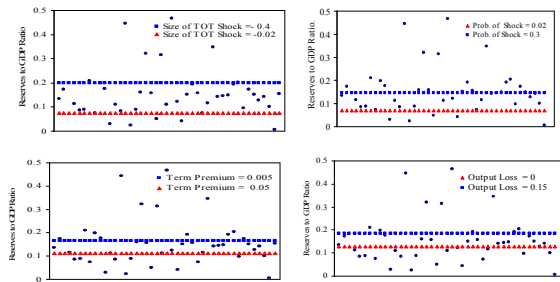 0.5
0.4
0.3
0.2
0.1
0
Reserves to GDP Ratio
Size of TOT Shock =- 0.4
Size of TOT Shock =-0.02
0.5
0.4
0.3
0.2
0.1
0
Reserves to GDP Ratio.
Prob. of Shock = 0.02
Prob. of Shock = 0.3
0.5
0.4
0.3
0.2
0.1
0
Reserves to GDP Ratio
Term Premium = 0.005
Term Premium = 0.05
0.5
0.4
0.3
0.2
0.1
0
Reserves to GDP Ratio
Output Loss = 0
Output Loss = 0.15